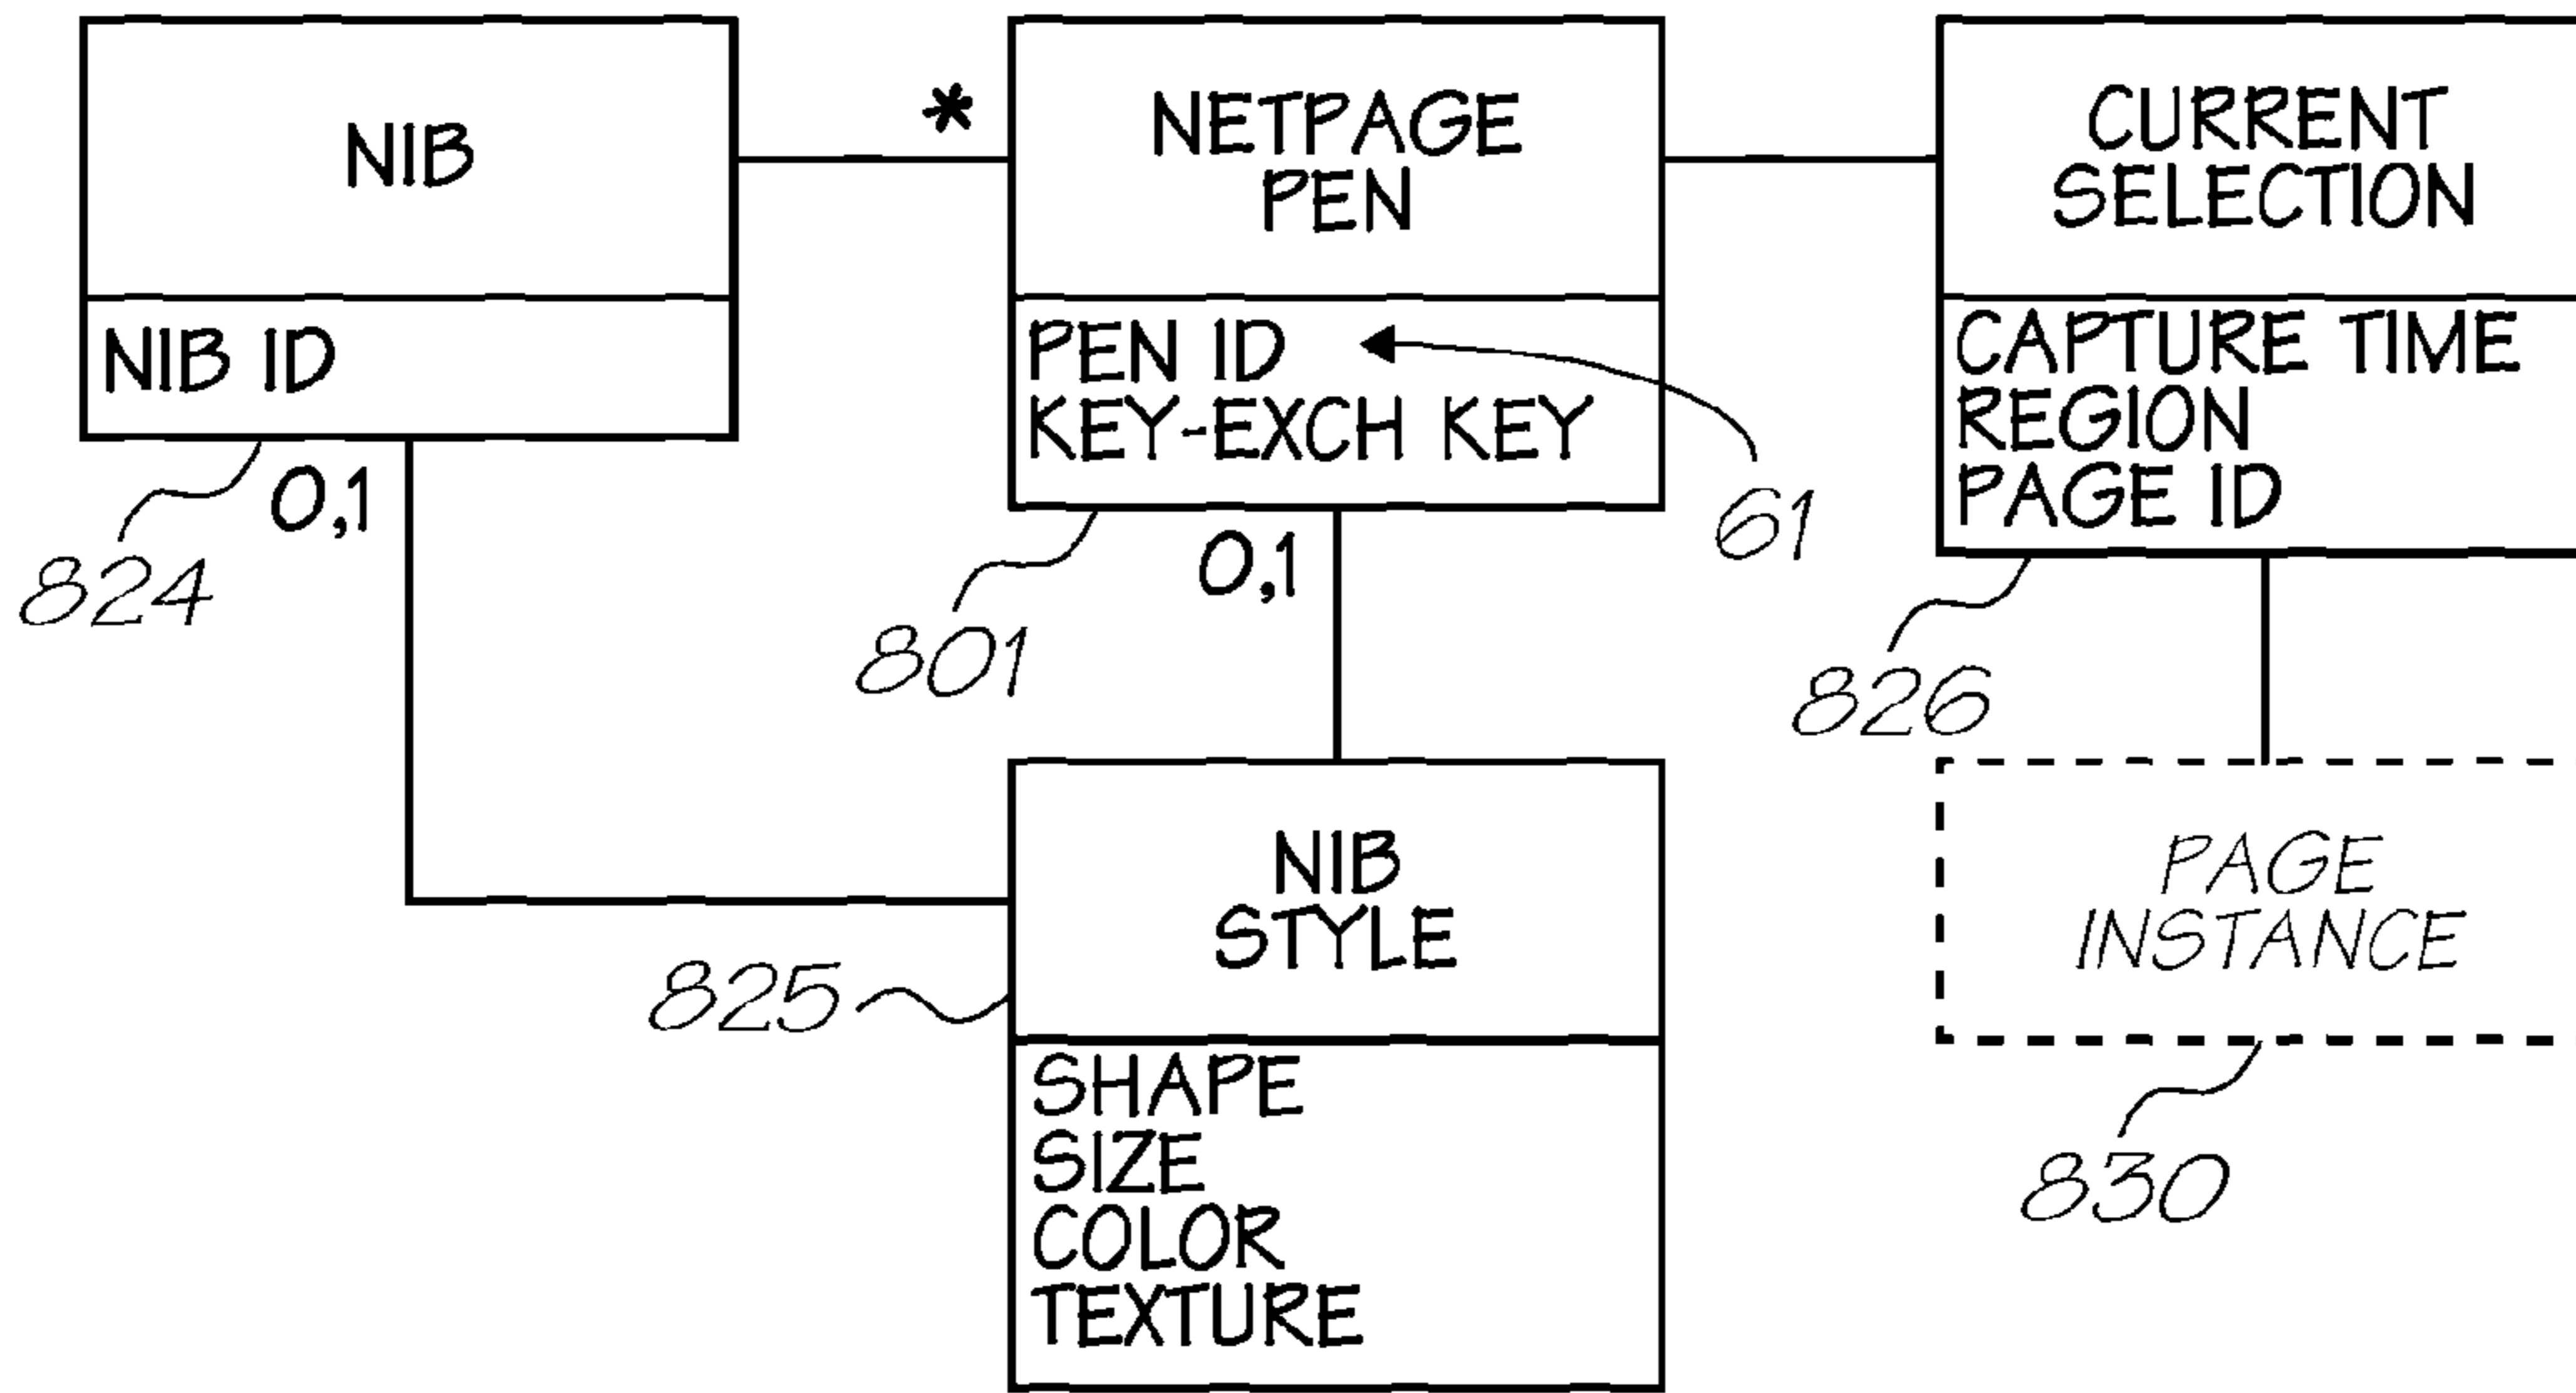 NIB
NIB ID
0,1
824
*
NETPAGE
PEN
PEN ID
KEY-EXCH KEY
61
0,1
801
CURRENT
SELECTION
CAPTURE TIME
REGION
PAGE ID
826
NIB
STYLE
825
SHAPE
SIZE
COLOR
TEXTURE
PAGE
INSTANCE
830